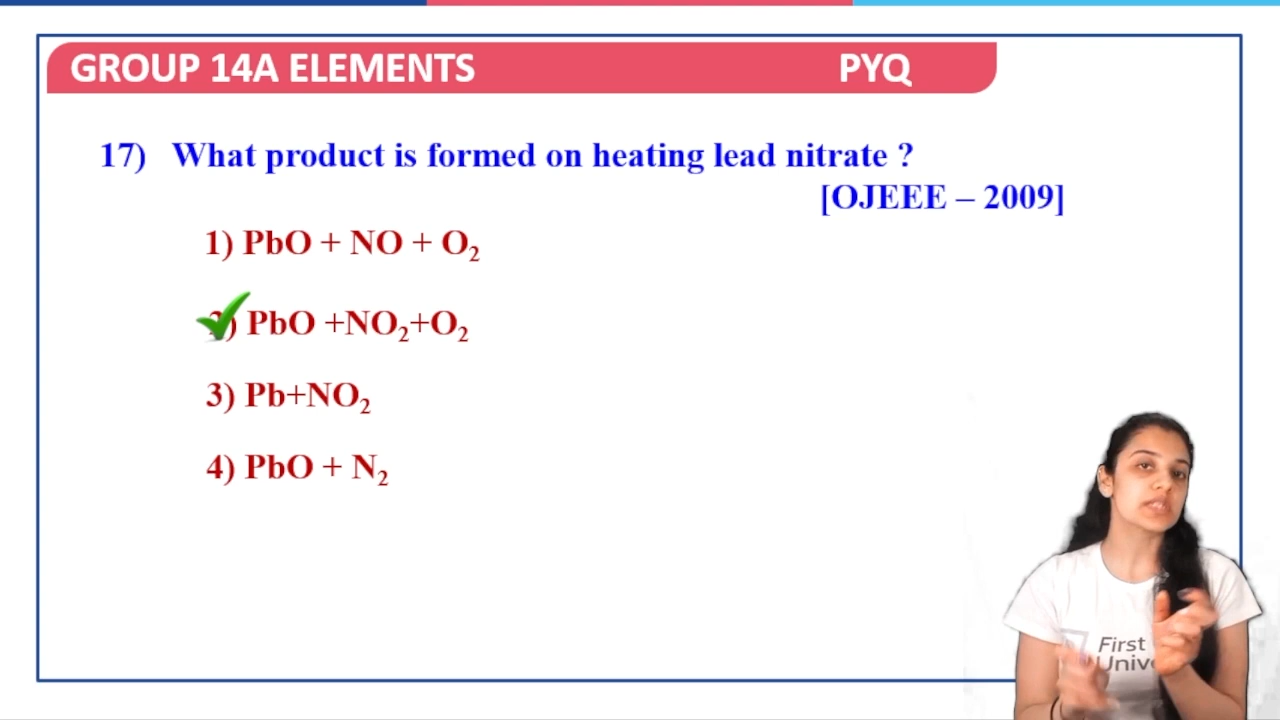 GROUP 14A ELEMENTS PYQ
17) What product is formed on heating lead nitrate ?
[OJEEE – 2009]
1) PbO + NO + O₂
2) PbO +NO₂+O₂
3) Pb+NO₂
4) PbO + N₂
First